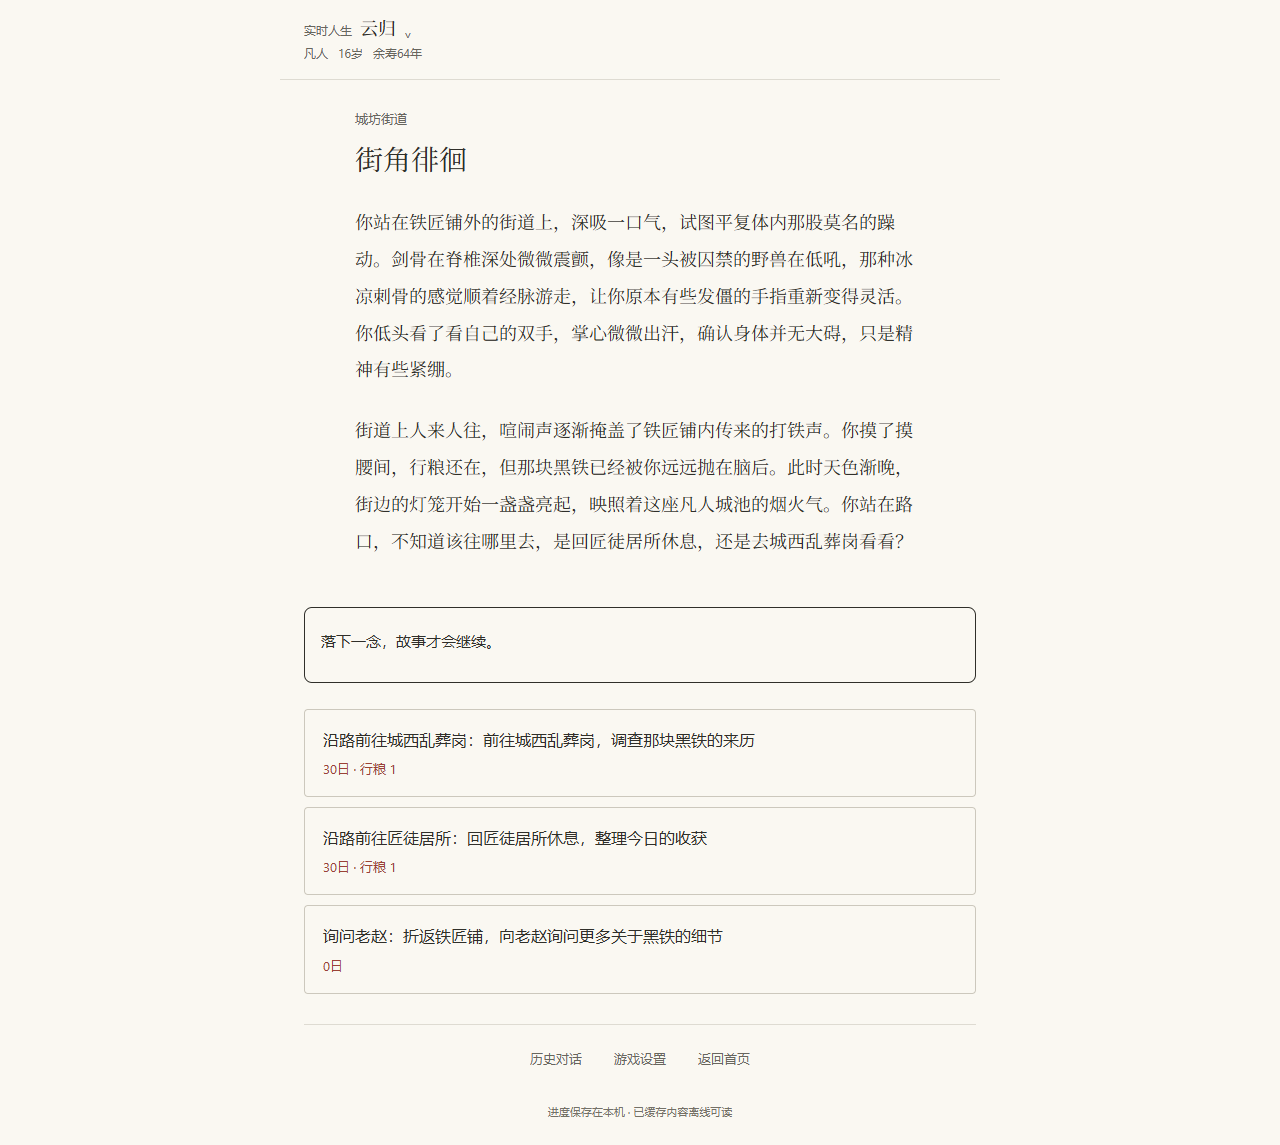 实时人生 云归 ˅
凡人 16岁 余寿64年
城坊街道
街角徘徊
你站在铁匠铺外的街道上，深吸一口气，试图平复体内那股莫名的躁
动。剑骨在脊椎深处微微震颤，像是一头被囚禁的野兽在低吼，那种冰
凉刺骨的感觉顺着经脉游走，让你原本有些发僵的手指重新变得灵活。
你低头看了看自己的双手，掌心微微出汗，确认身体并无大碍，只是精
神有些紧绷。
街道上人来人往，喧闹声逐渐掩盖了铁匠铺内传来的打铁声。你摸了摸
腰间，行粮还在，但那块黑铁已经被你远远抛在脑后。此时天色渐晚，
街边的灯笼开始一盏盏亮起，映照着这座凡人城池的烟火气。你站在路
口，不知道该往哪里去，是回匠徒居所休息，还是去城西乱葬岗看看？
落下一念，故事才会继续。
沿路前往城西乱葬岗：前往城西乱葬岗，调查那块黑铁的来历
30日 · 行粮 1
沿路前往匠徒居所：回匠徒居所休息，整理今日的收获
30日 · 行粮 1
询问老赵：折返铁匠铺，向老赵询问更多关于黑铁的细节
0日
历史对话 游戏设置 返回首页
进度保存在本机 · 已缓存内容离线可读